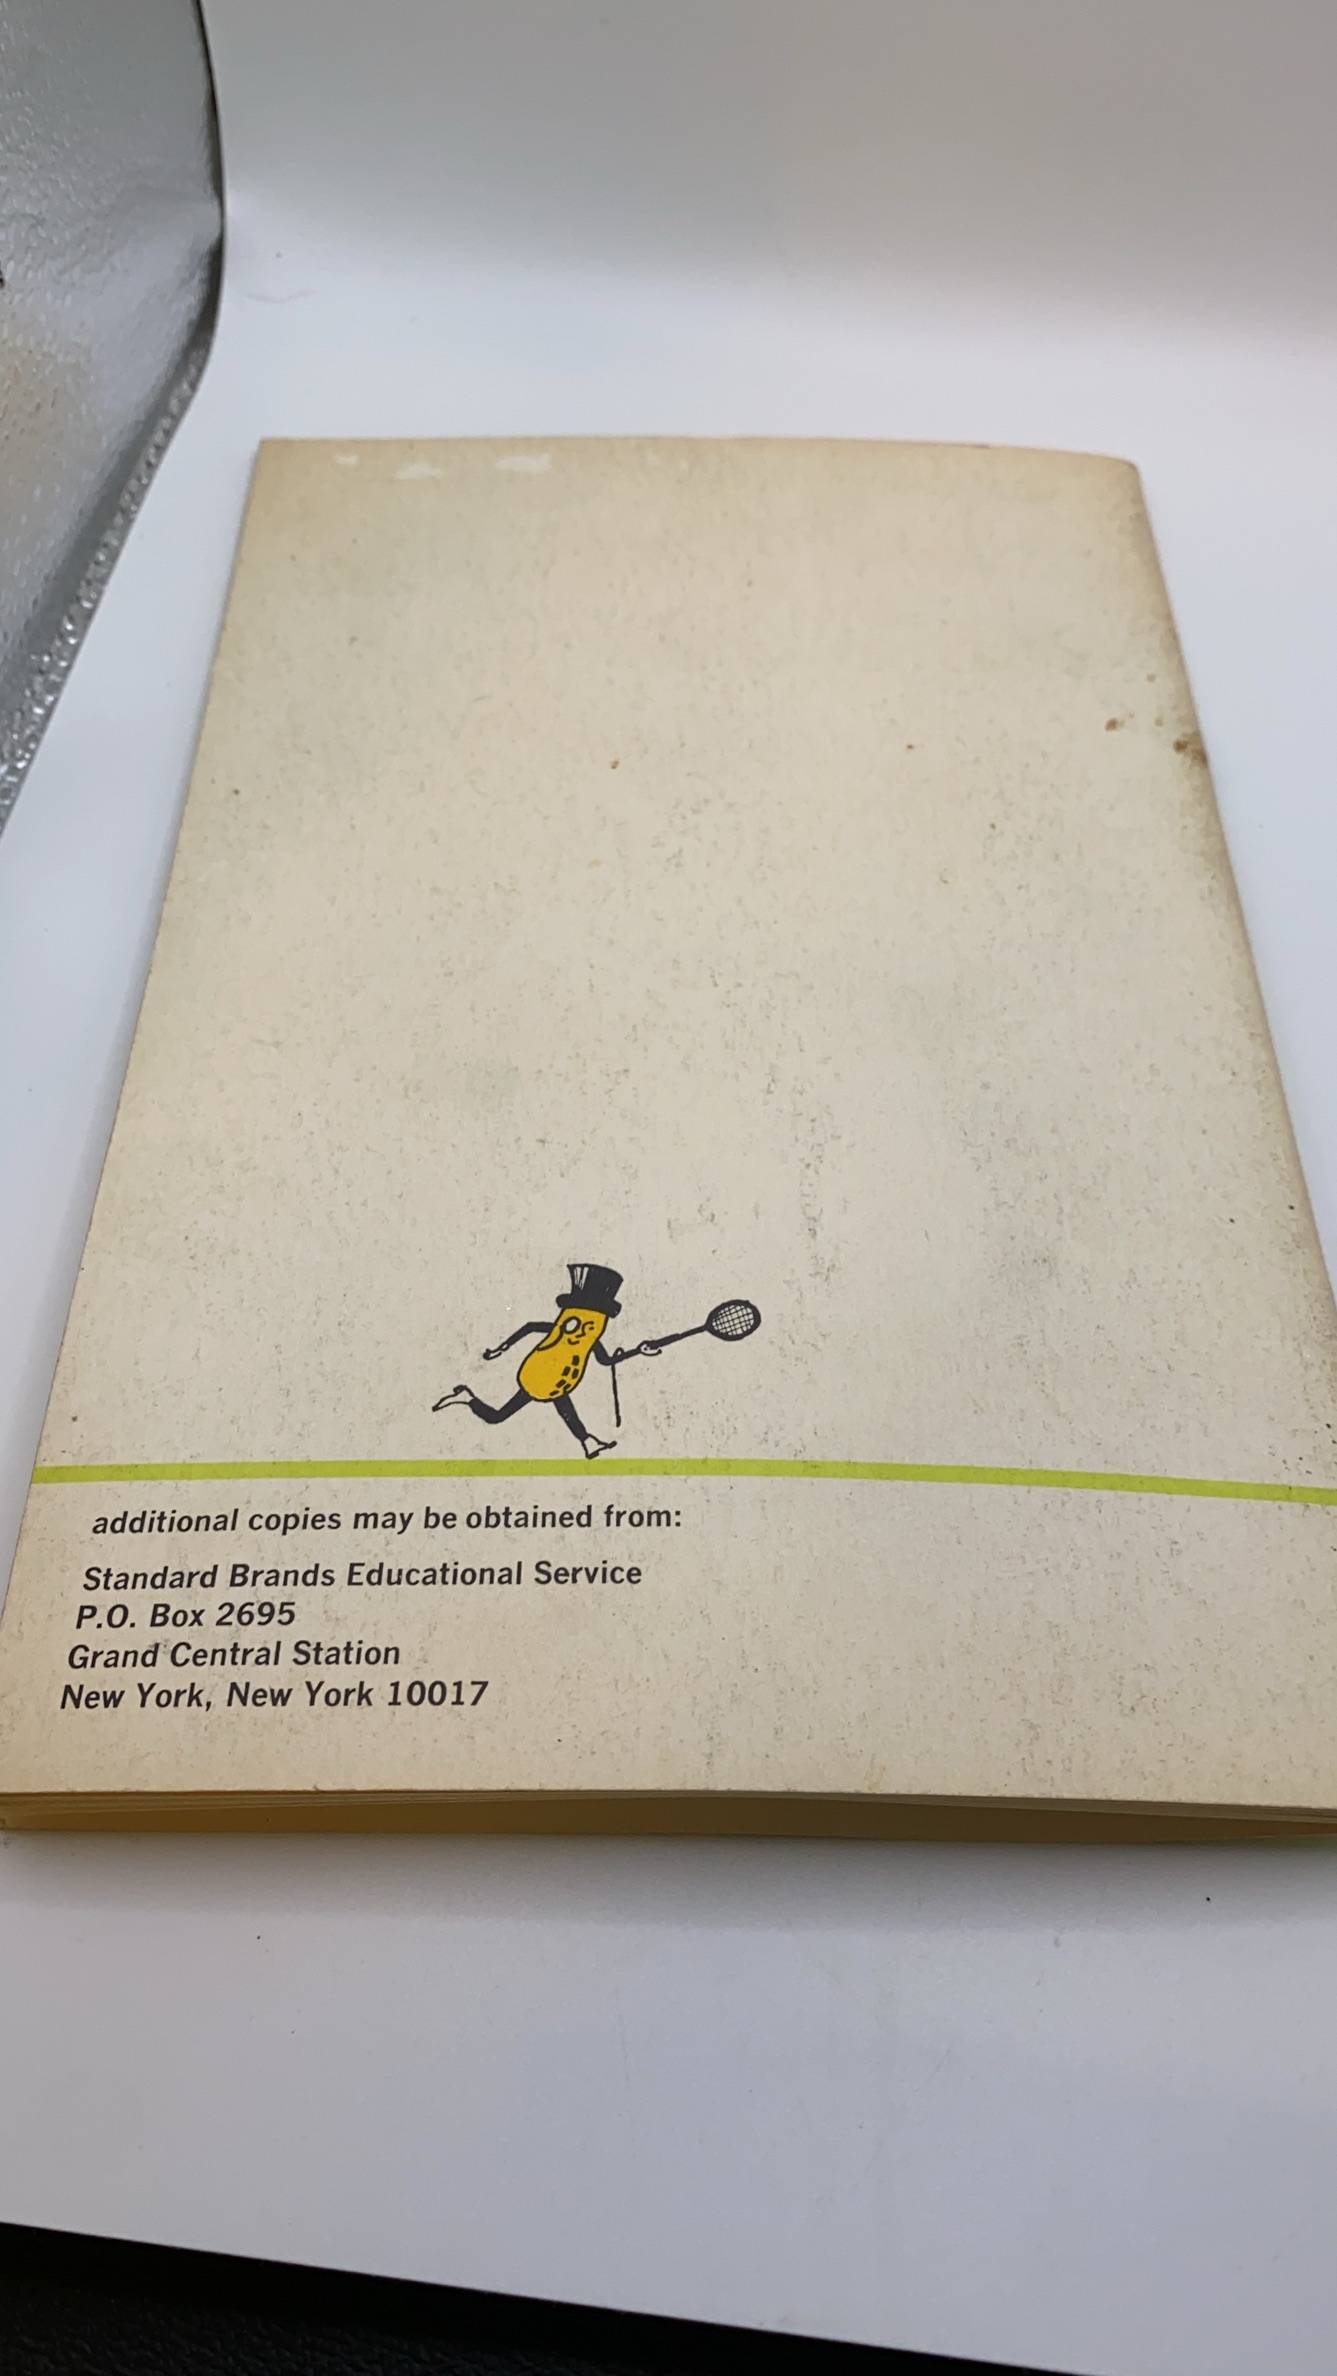 additional copies may be obtained from:
Standard Brands Educational Service
P.O. Box 2695
Grand Central Station
New York, New York 10017